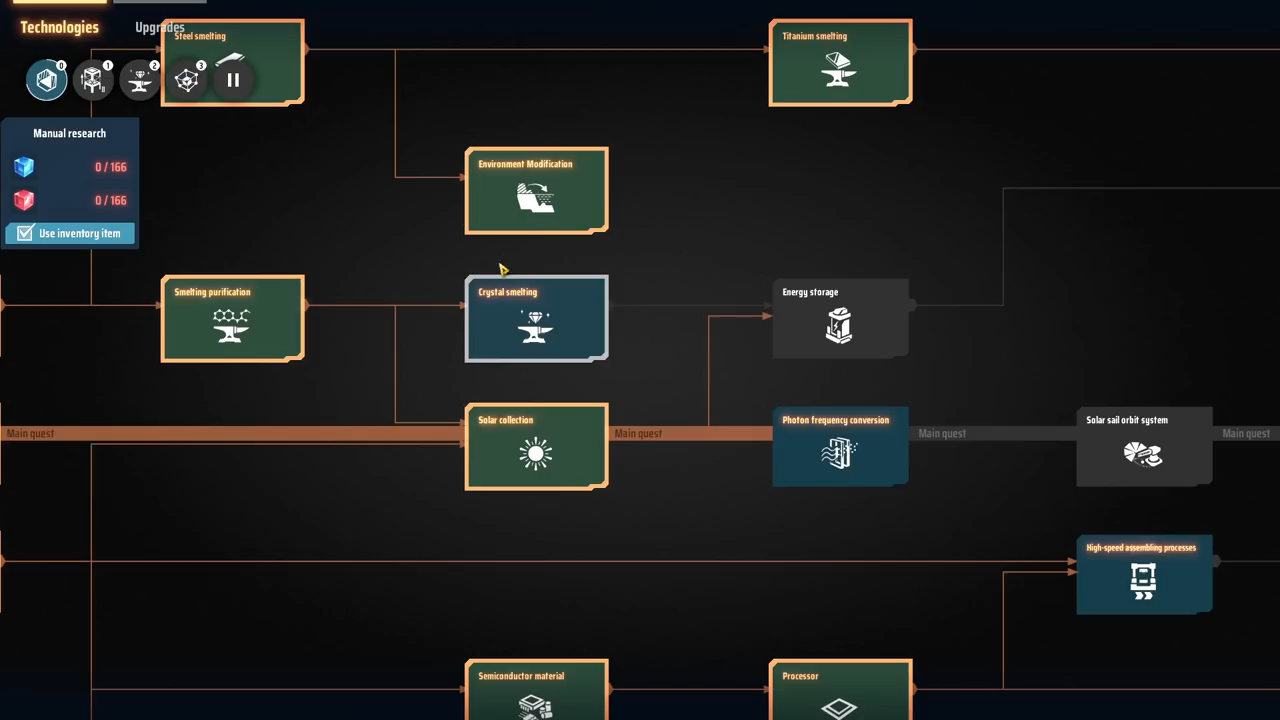 Technologies
Upgrades
0
1
2
3
Manual research
0 / 166
0 / 166
Use inventory item
Steel smelting
Titanium smelting
Environment Modification
Smelting purification
Crystal smelting
Energy storage
Main quest
Solar collection
Main quest
Photon frequency conversion
Main quest
Solar sail orbit system
Main quest
High-speed assembling processes
Semiconductor material
Processor